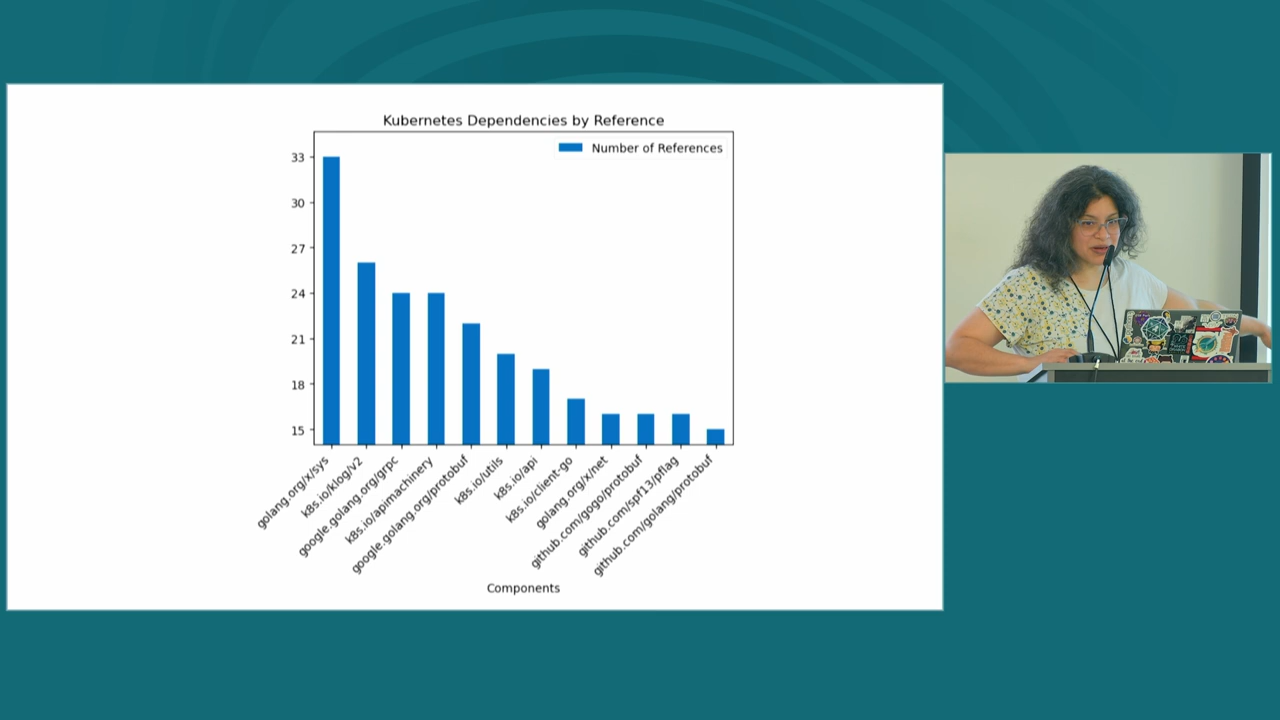 Kubernetes Dependencies by Reference
Number of References
33
30
27
24
21
18
15
golang.org/x/sys
k8s.io/klog/v2
google.golang.org/grpc
k8s.io/apimachinery
google.golang.org/protobuf
k8s.io/utils
k8s.io/api
k8s.io/client-go
golang.org/x/net
github.com/gogo/protobuf
github.com/spf13/pflag
github.com/golang/protobuf
Components